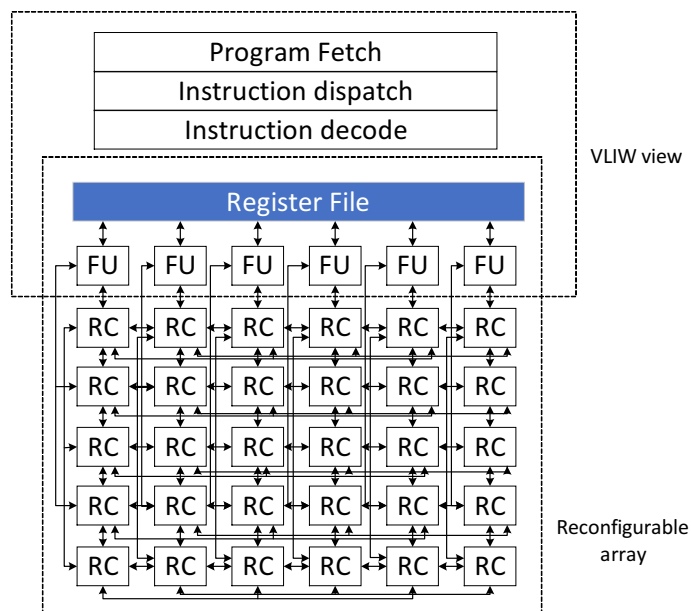 Program Fetch
Instruction dispatch
Instruction decode
VLIW view
Register File
FU FU FU FU FU FU
RC RC RC RC RC RC
RC RC RC RC RC RC
RC RC RC RC RC RC
RC RC RC RC RC RC
Reconfigurable
array
RC RC RC RC RC RC